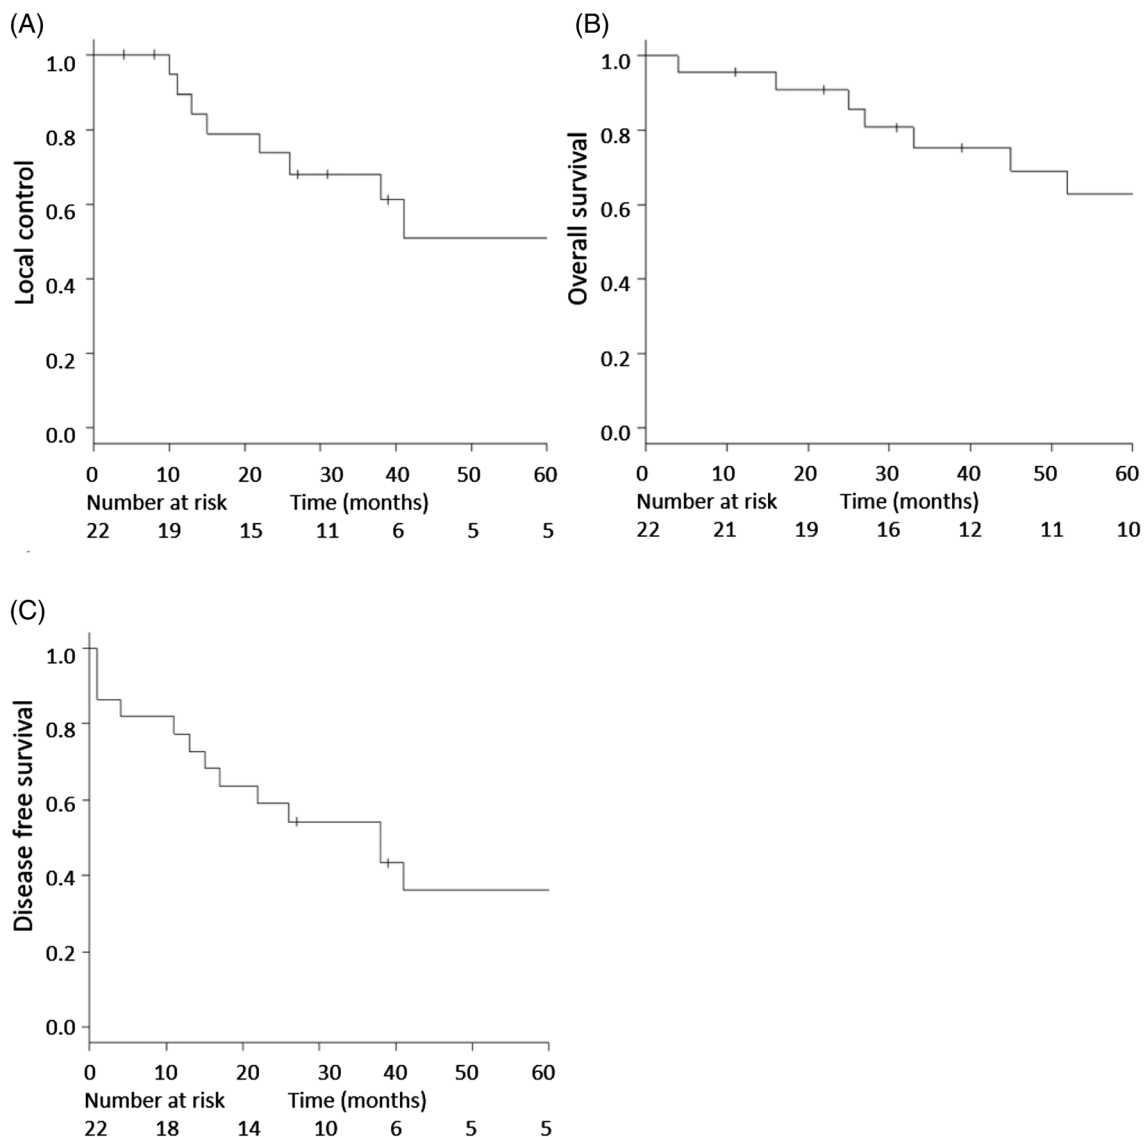 (A)
Local control
1.0
0.8
0.6
0.4
0.2
0.0
0 10 20 30 40 50 60
Number at risk Time (months)
22 19 15 11 6 5 5
(B)
Overall survival
1.0
0.8
0.6
0.4
0.2
0.0
0 10 20 30 40 50 60
Number at risk Time (months)
22 21 19 16 12 11 10
(C)
Disease free survival
1.0
0.8
0.6
0.4
0.2
0.0
0 10 20 30 40 50 60
Number at risk Time (months)
22 18 14 10 6 5 5